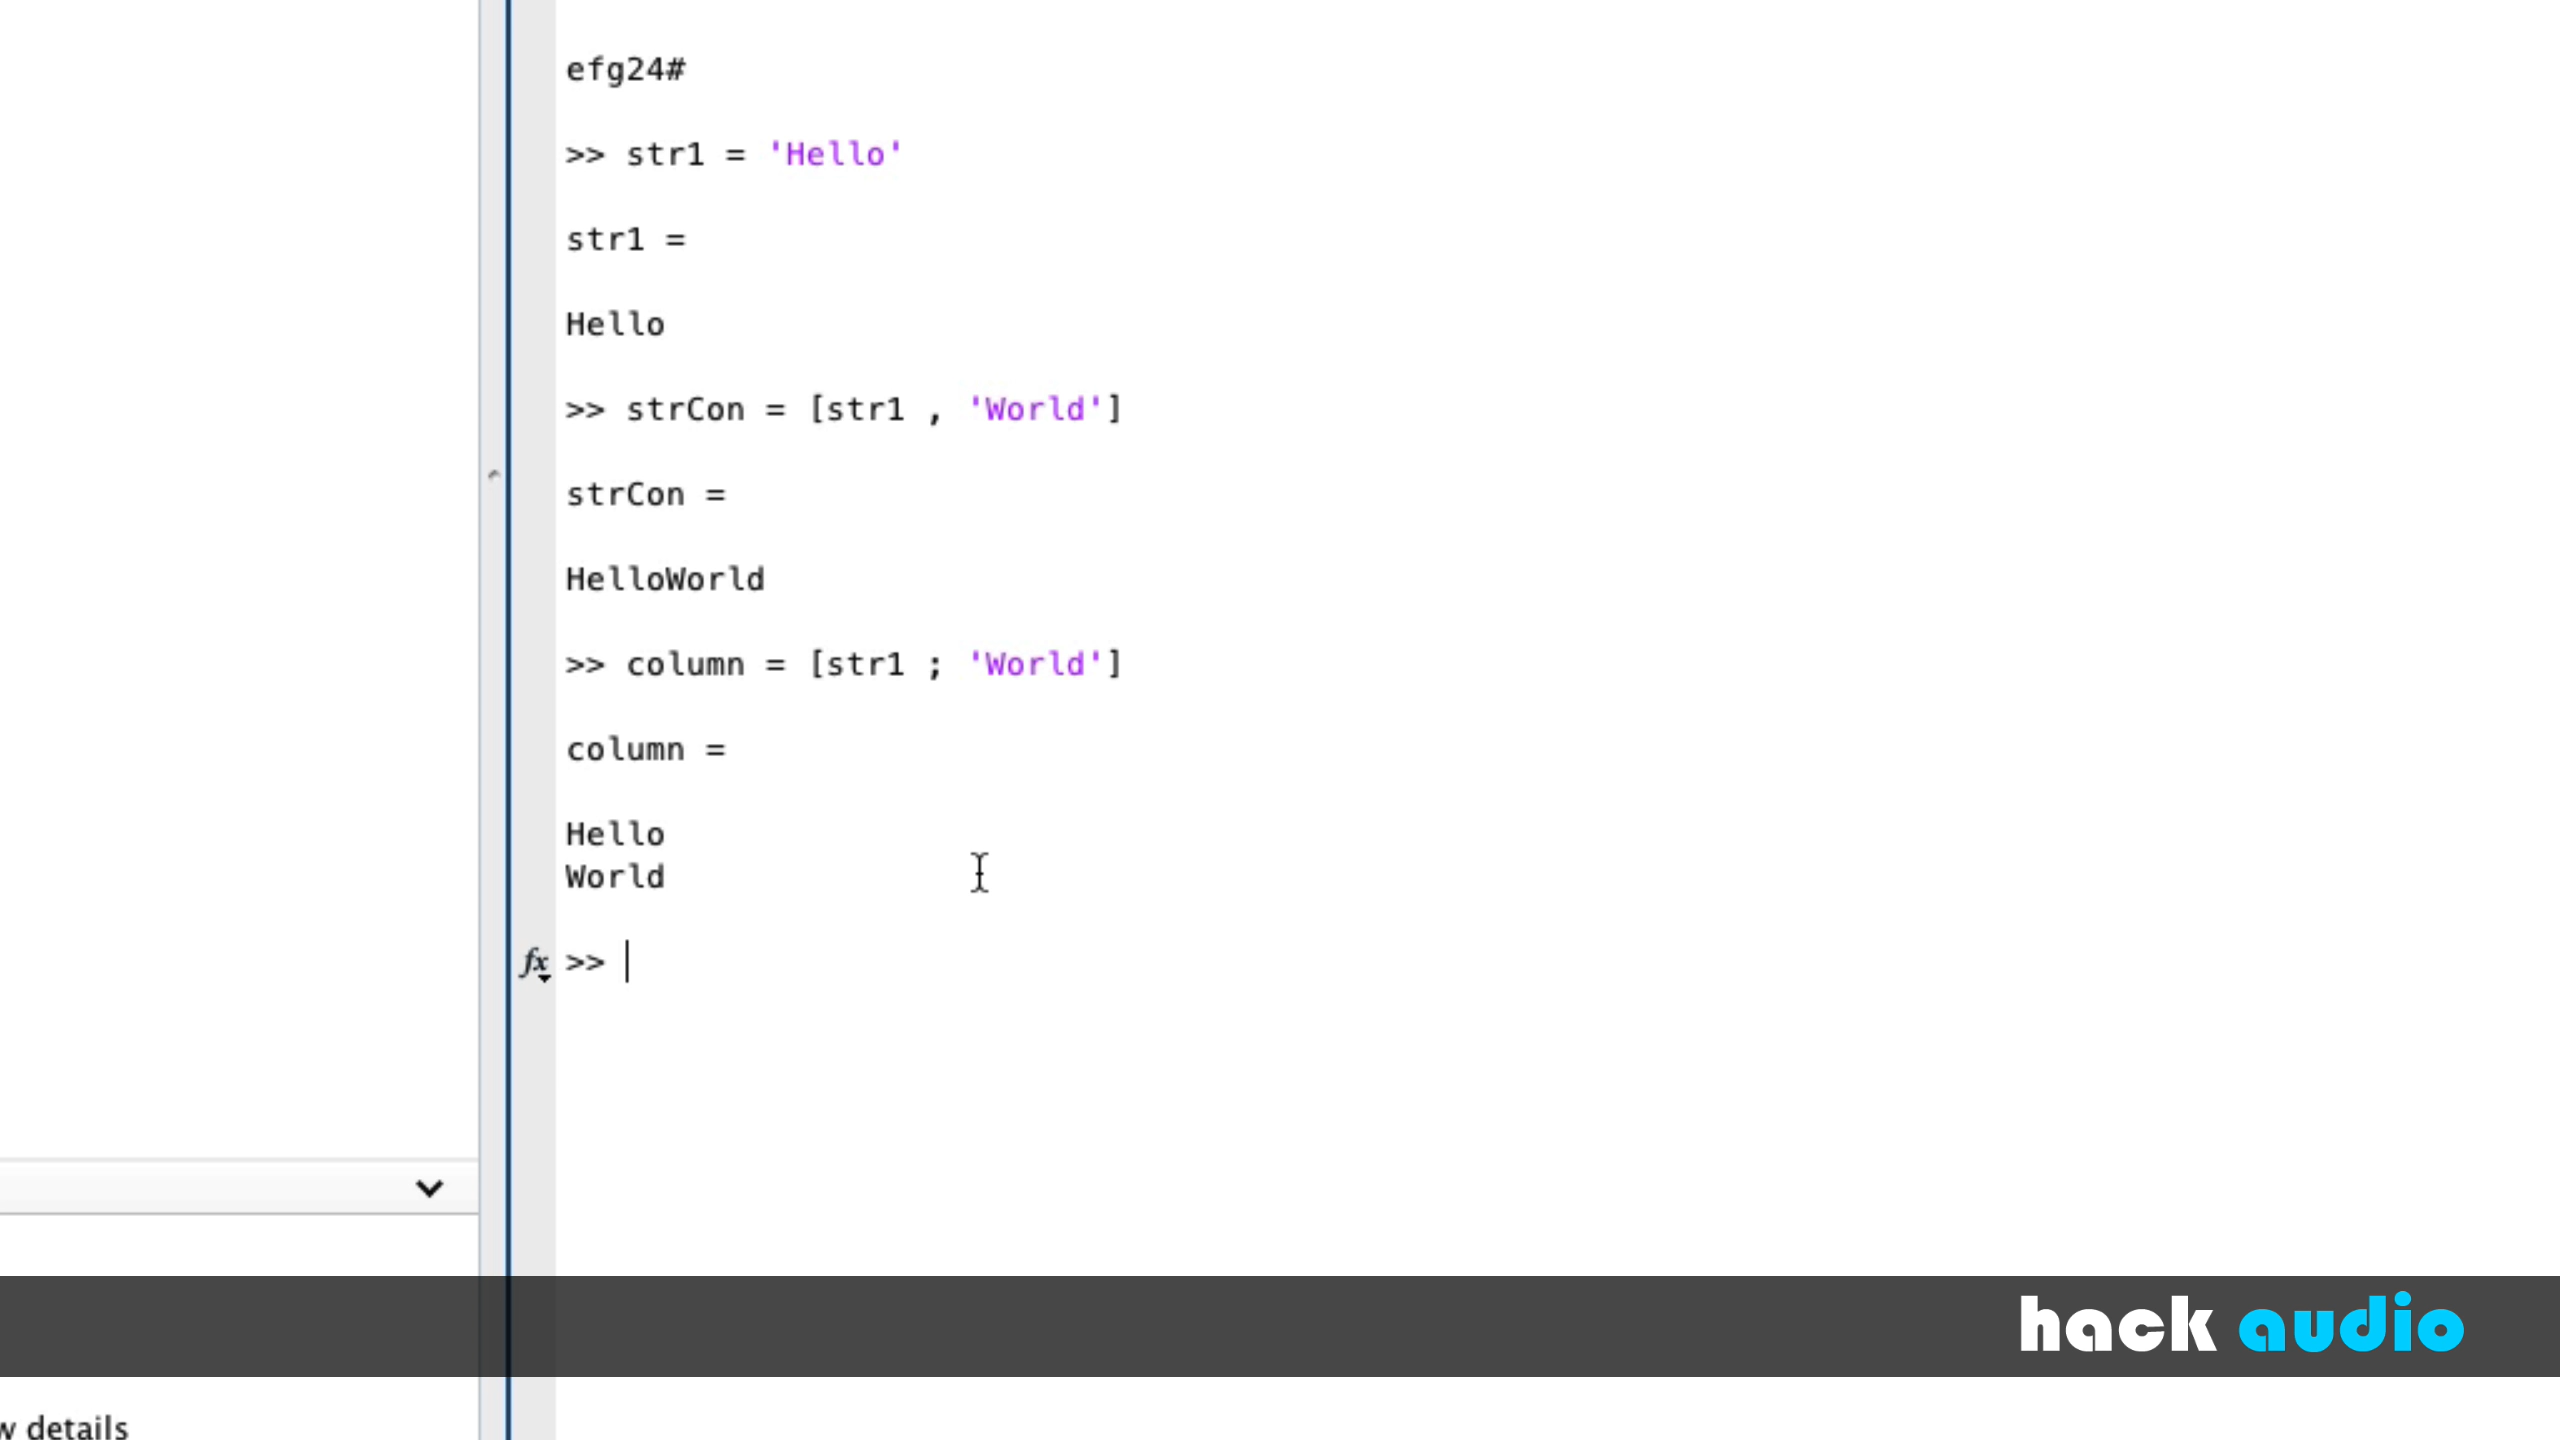 efg24#
>> str1 = 'Hello'
str1 =
Hello
>> strCon = [str1 , 'World']
strCon =
HelloWorld
>> column = [str1 ; 'World']
column =
Hello
World
fx >>
hack audio
w details